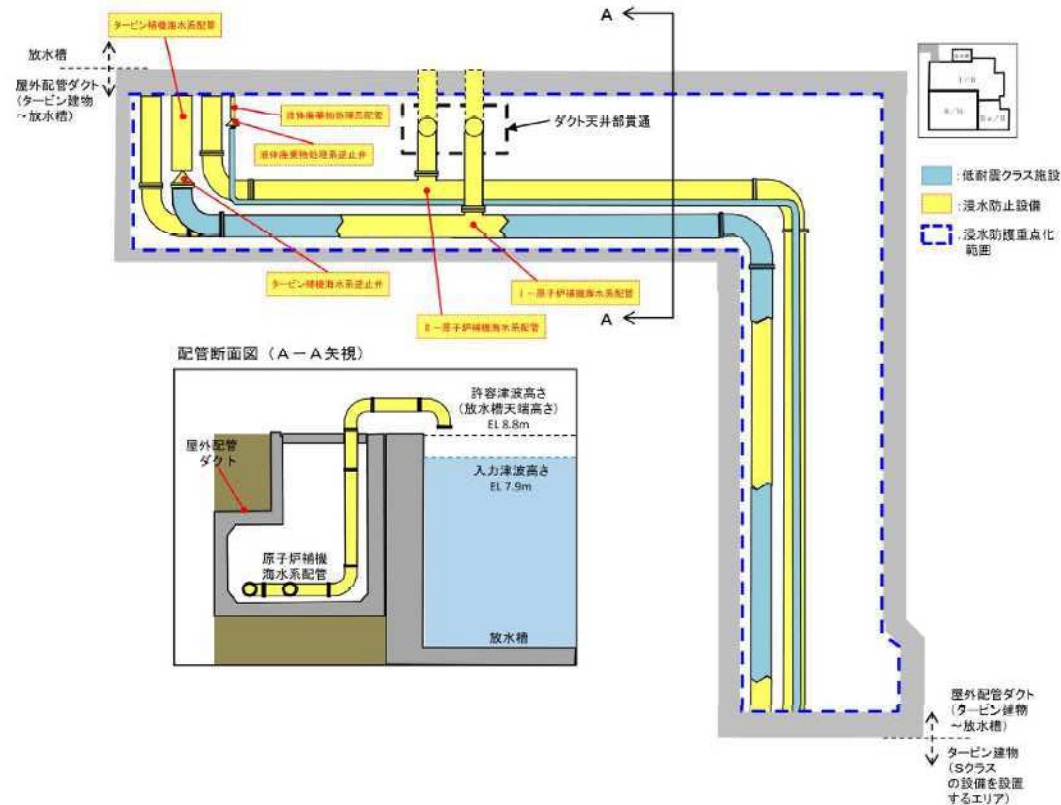 タービン補機海水系配管
放水槽
屋外配管ダクト
(タービン建物
～放水槽)
液体廃棄物処理系配管
液体廃棄物処理系逆止弁
A
ダクト天井部貫通
:低耐震クラス施設
:浸水防止設備
:浸水防護重点化
範囲
タービン補機海水系逆止弁
Ⅰ－原子炉補機海水系配管
Ⅱ－原子炉補機海水系配管
A
配管断面図(A－A矢視)
許容津波高さ
(放水槽天端高さ)
EL 8.8m
屋外配管
ダクト
入力津波高さ
EL 7.9m
原子炉補機
海水系配管
放水槽
屋外配管ダクト
(タービン建物
～放水槽)
タービン建物
(Sクラス
の設備を設置
するエリア)